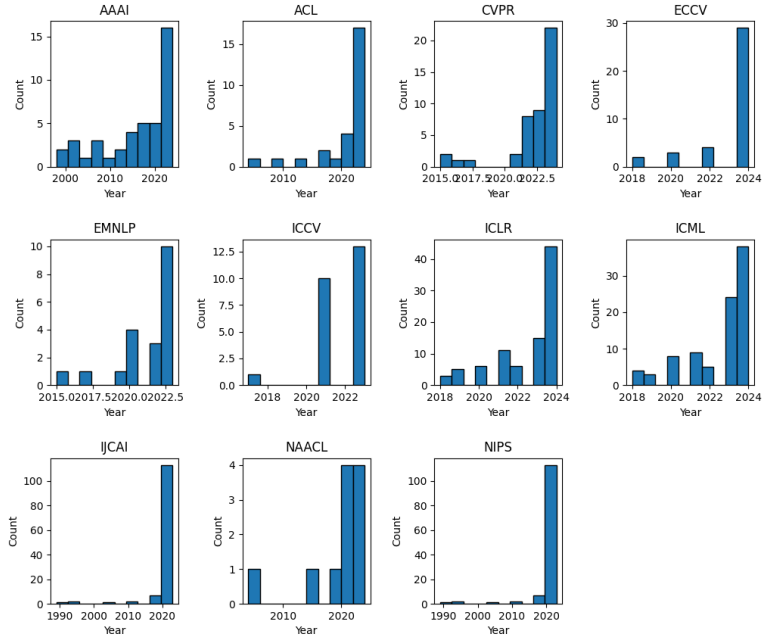 AAAI
15
10
5
0
Count
2000 2010 2020
Year
ACL
15
10
5
0
Count
2010 2020
Year
CVPR
20
15
10
5
0
Count
2015.0 2017.5 2020.0 2022.5
Year
ECCV
30
20
10
0
Count
2018 2020 2022 2024
Year
EMNLP
10
8
6
4
2
0
Count
2015.0 2017.5 2020.0 2022.5
Year
ICCV
12.5
10.0
7.5
5.0
2.5
0.0
Count
2018 2020 2022
Year
ICLR
40
30
20
10
0
Count
2018 2020 2022 2024
Year
ICML
30
20
10
0
Count
2018 2020 2022 2024
Year
IJCAI
100
80
60
40
20
0
Count
1990 2000 2010 2020
Year
NAACL
4
3
2
1
0
Count
2010 2020
Year
NIPS
100
80
60
40
20
0
Count
1990 2000 2010 2020
Year